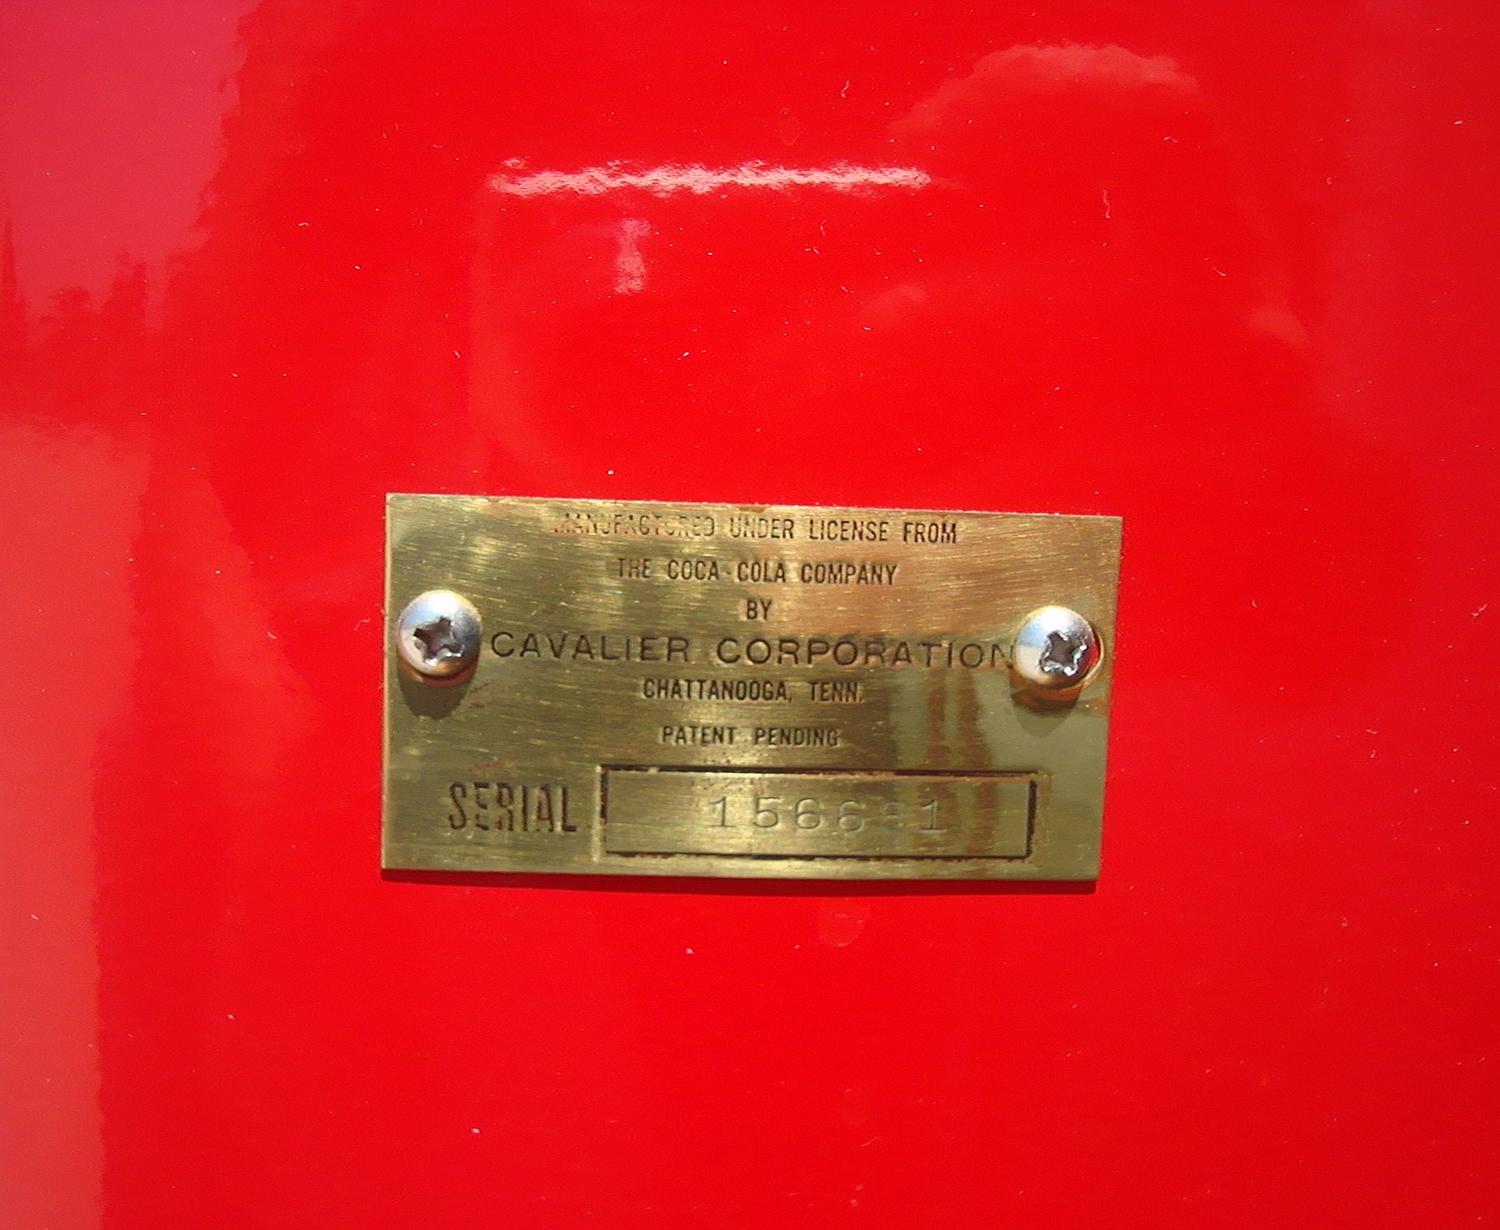 MANUFACTURED UNDER LICENSE FROM
THE COCA-COLA COMPANY
BY
CAVALIER CORPORATION
CHATTANOOGA, TENN.
PATENT PENDING
SERIAL